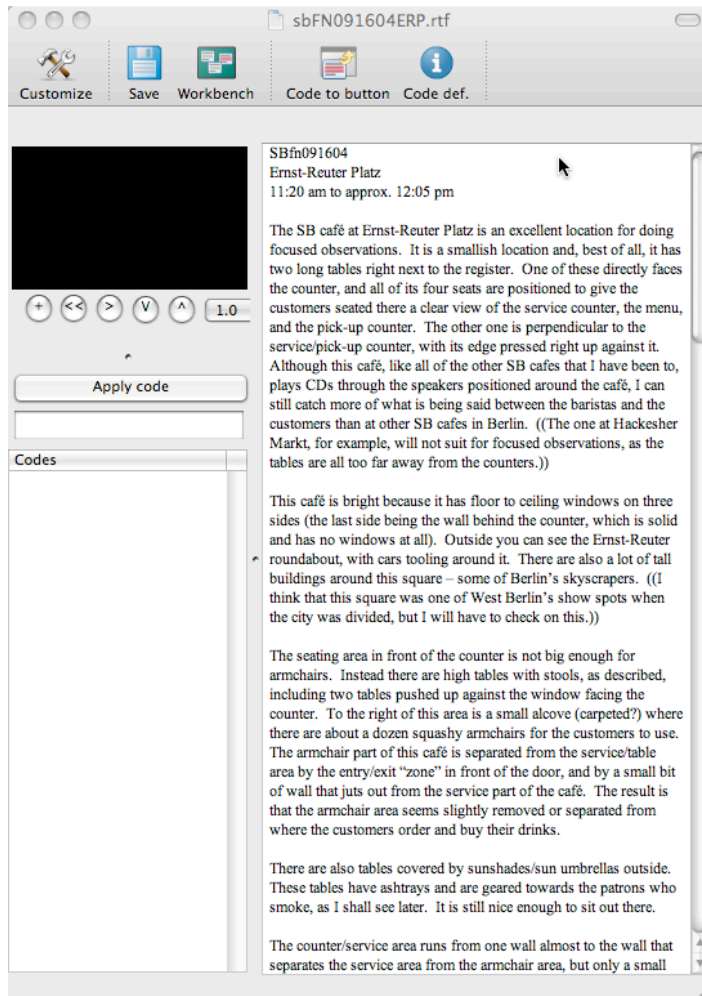 sbFN091604ERP.rtf
Customize Save Workbench Code to button Code def.
SBfn091604
Ernst-Reuter Platz
11:20 am to approx. 12:05 pm
The SB café at Ernst-Reuter Platz is an excellent location for doing
focused observations.  It is a smallish location and, best of all, it has
two long tables right next to the register.  One of these directly faces
the counter, and all of its four seats are positioned to give the
customers seated there a clear view of the service counter, the menu,
and the pick-up counter.  The other one is perpendicular to the
service/pick-up counter, with its edge pressed right up against it.
Although this café, like all of the other SB cafes that I have been to,
plays CDs through the speakers positioned around the café, I can
still catch more of what is being said between the baristas and the
customers than at other SB cafes in Berlin.  ((The one at Hackesher
Markt, for example, will not suit for focused observations, as the
tables are all too far away from the counters.))
This café is bright because it has floor to ceiling windows on three
sides (the last side being the wall behind the counter, which is solid
and has no windows at all).  Outside you can see the Ernst-Reuter
roundabout, with cars tooling around it.  There are also a lot of tall
buildings around this square – some of Berlin's skyscrapers.  ((I
think that this square was one of West Berlin's show spots when
the city was divided, but I will have to check on this.))
The seating area in front of the counter is not big enough for
armchairs.  Instead there are high tables with stools, as described,
including two tables pushed up against the window facing the
counter.  To the right of this area is a small alcove (carpeted?) where
there are about a dozen squashy armchairs for the customers to use.
The armchair part of this café is separated from the service/table
area by the entry/exit “zone” in front of the door, and by a small bit
of wall that juts out from the service part of the café.  The result is
that the armchair area seems slightly removed or separated from
where the customers order and buy their drinks.
There are also tables covered by sunshades/sun umbrellas outside.
These tables have ashtrays and are geared towards the patrons who
smoke, as I shall see later.  It is still nice enough to sit out there.
The counter/service area runs from one wall almost to the wall that
separates the service area from the armchair area, but only a small
+ << > V ^ 1.0
Apply code
Codes